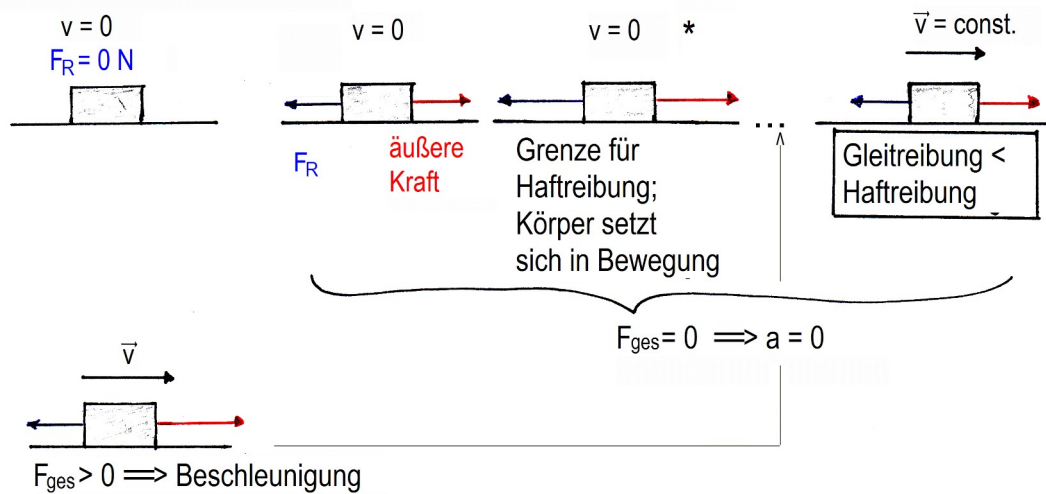 v = 0
F_R = 0 N
v = 0
F_R
äußere
Kraft
v = 0 *
Grenze für
Haftreibung;
Körper setzt
sich in Bewegung
...
v⃗ = const.
Gleitreibung <
Haftreibung
F_ges = 0 ⟹ a = 0
v⃗
F_ges > 0 ⟹ Beschleunigung